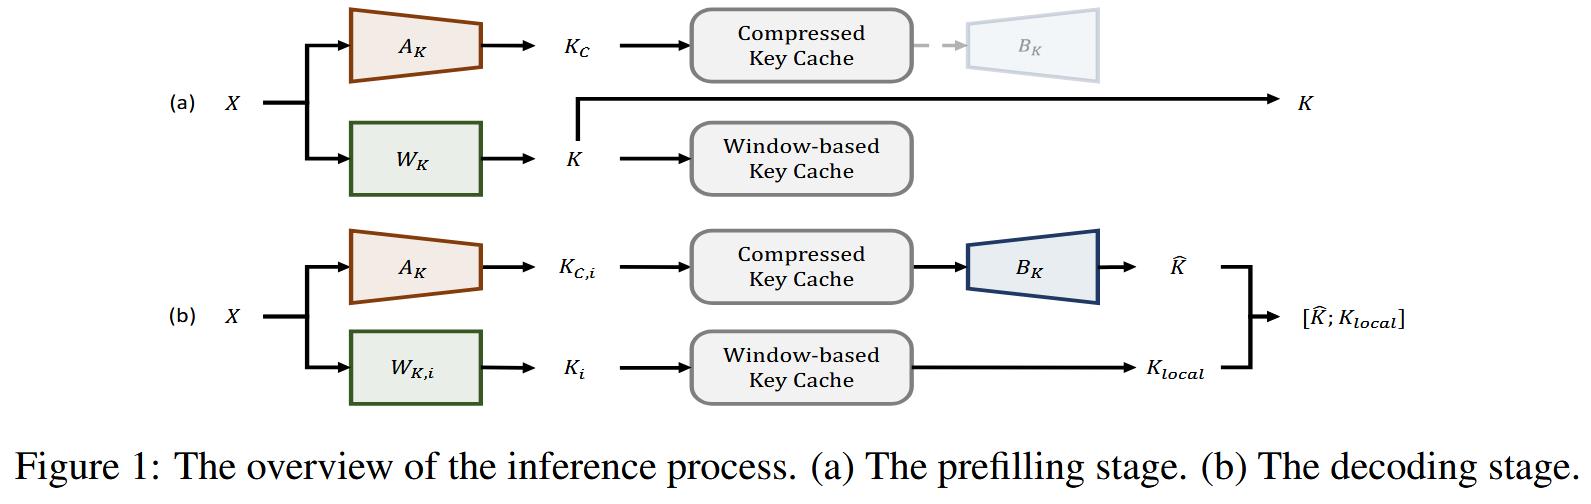 A_K
K_C
Compressed
Key Cache
B_K
(a)
X
K
W_K
K
Window-based
Key Cache
A_K
K_{C,i}
Compressed
Key Cache
B_K
K̂
(b)
X
[K̂; K_{local}]
W_{K,i}
K_i
Window-based
Key Cache
K_{local}
Figure 1: The overview of the inference process. (a) The prefilling stage. (b) The decoding stage.